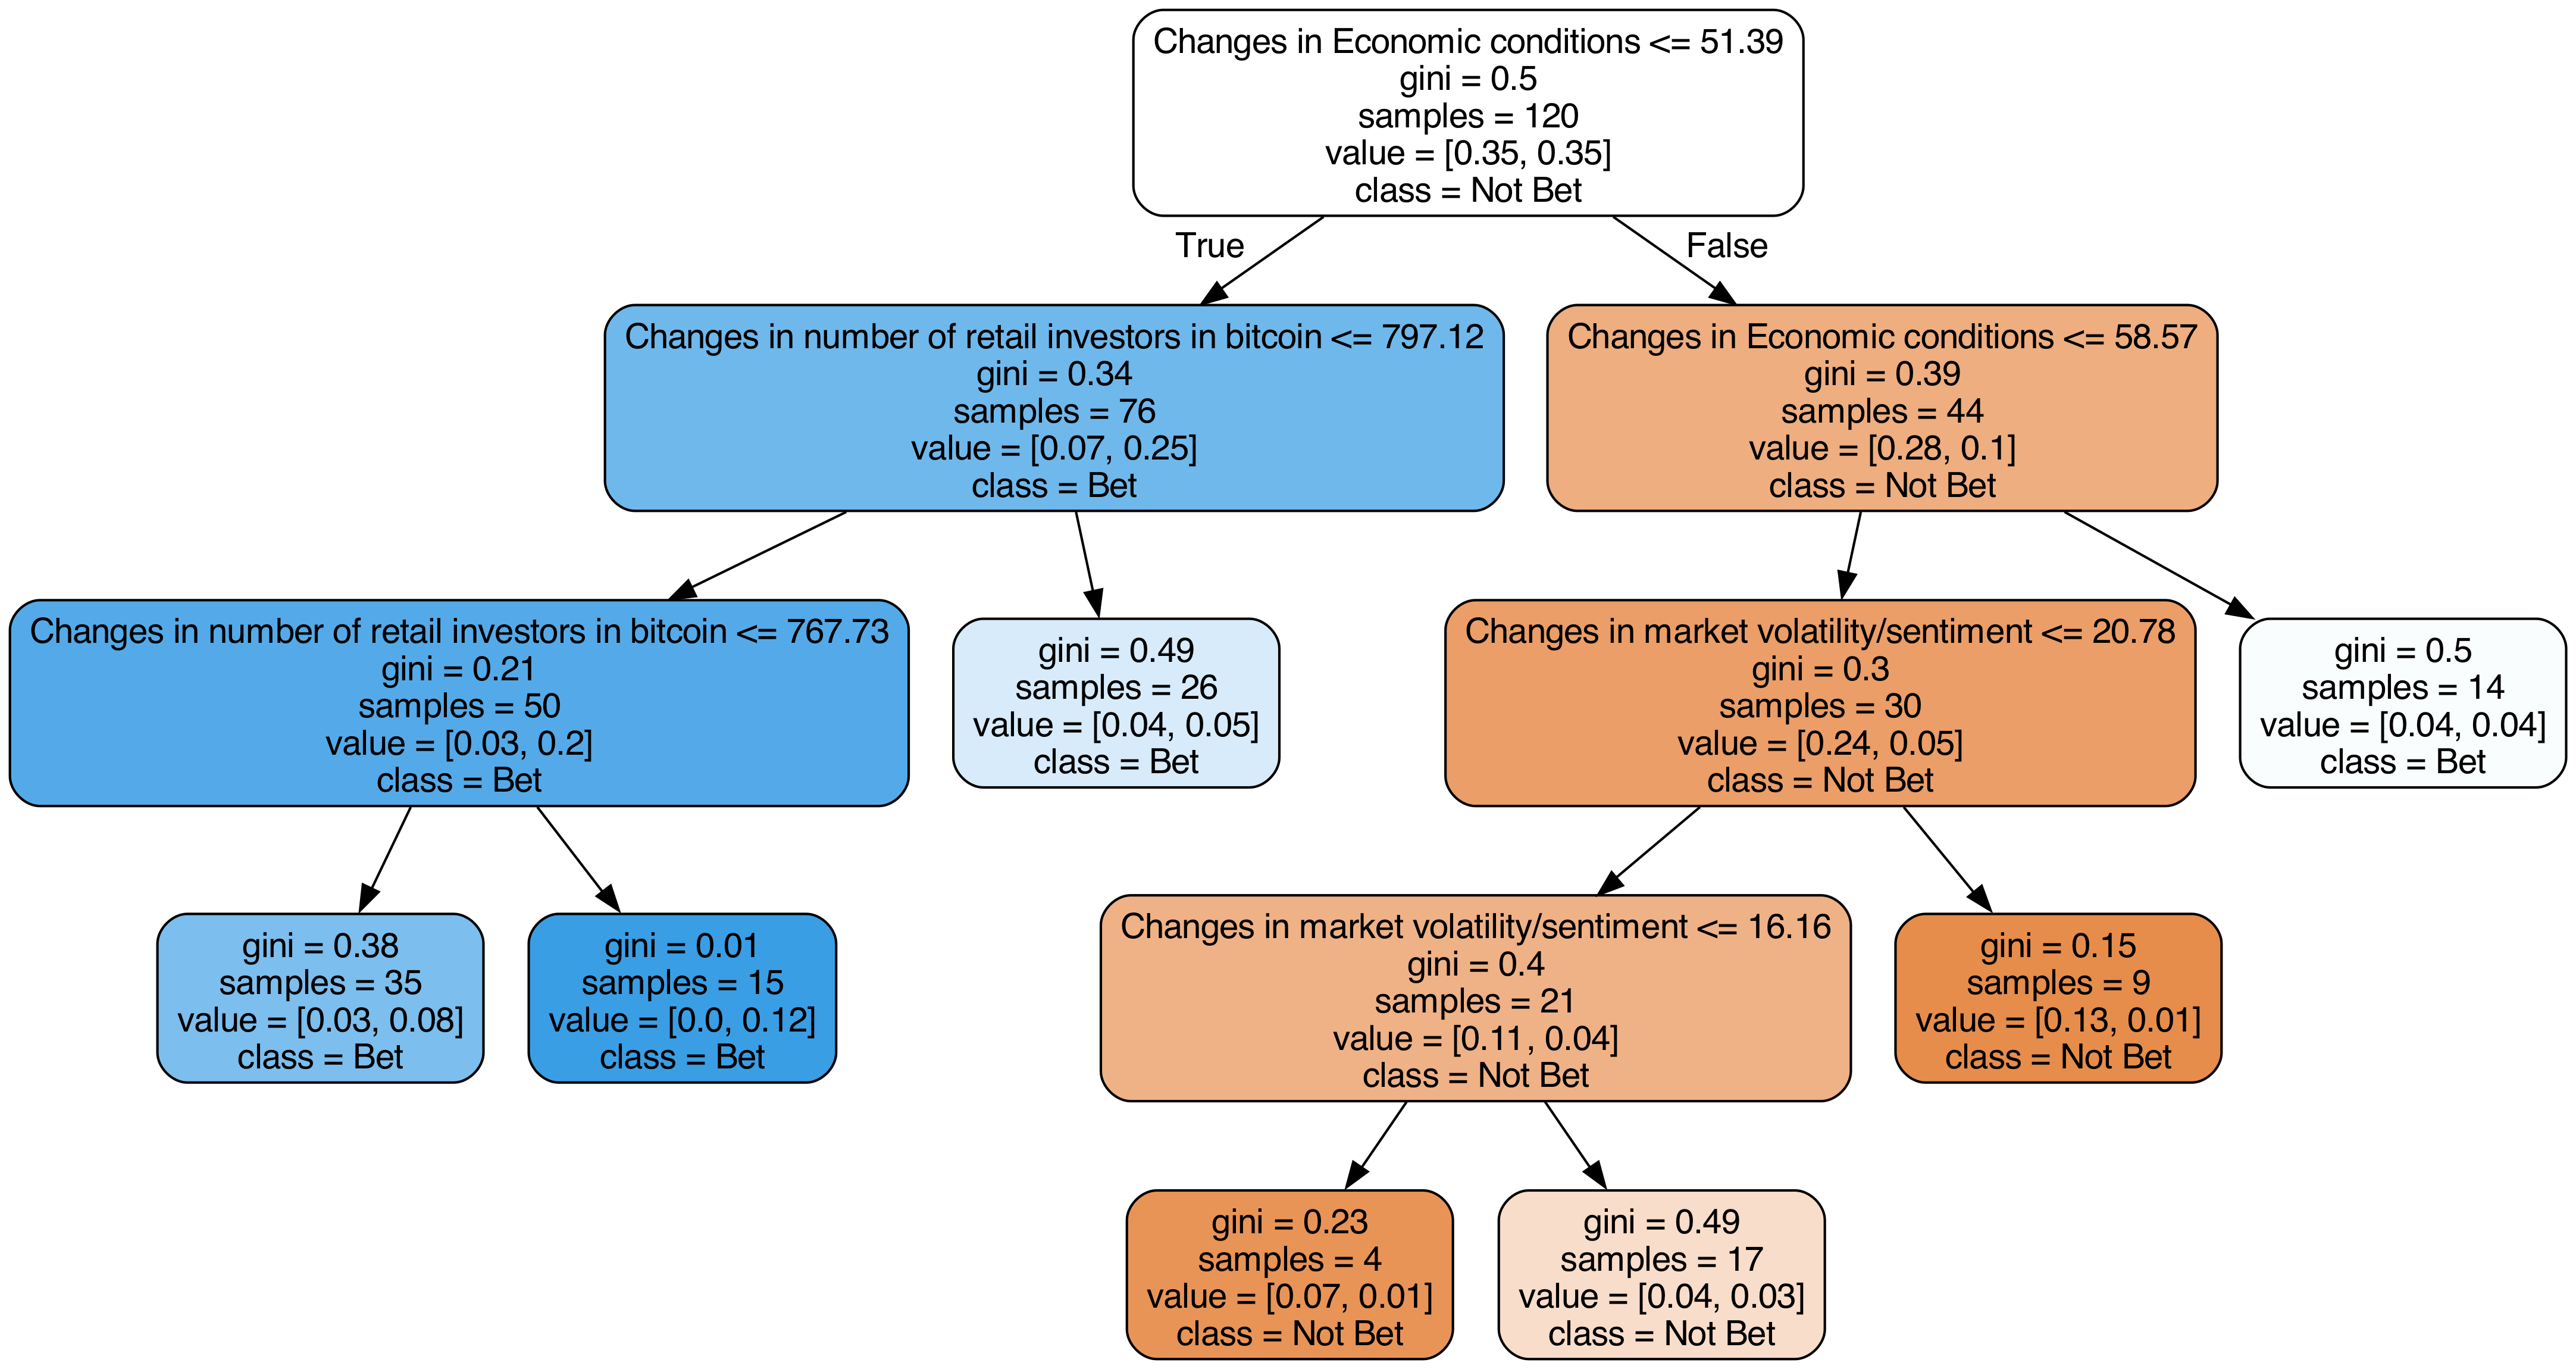 Changes in Economic conditions <= 51.39
gini = 0.5
samples = 120
value = [0.35, 0.35]
class = Not Bet
True
False
Changes in number of retail investors in bitcoin <= 797.12
gini = 0.34
samples = 76
value = [0.07, 0.25]
class = Bet
Changes in Economic conditions <= 58.57
gini = 0.39
samples = 44
value = [0.28, 0.1]
class = Not Bet
Changes in number of retail investors in bitcoin <= 767.73
gini = 0.21
samples = 50
value = [0.03, 0.2]
class = Bet
gini = 0.49
samples = 26
value = [0.04, 0.05]
class = Bet
Changes in market volatility/sentiment <= 20.78
gini = 0.3
samples = 30
value = [0.24, 0.05]
class = Not Bet
gini = 0.5
samples = 14
value = [0.04, 0.04]
class = Bet
gini = 0.38
samples = 35
value = [0.03, 0.08]
class = Bet
gini = 0.01
samples = 15
value = [0.0, 0.12]
class = Bet
Changes in market volatility/sentiment <= 16.16
gini = 0.4
samples = 21
value = [0.11, 0.04]
class = Not Bet
gini = 0.15
samples = 9
value = [0.13, 0.01]
class = Not Bet
gini = 0.23
samples = 4
value = [0.07, 0.01]
class = Not Bet
gini = 0.49
samples = 17
value = [0.04, 0.03]
class = Not Bet